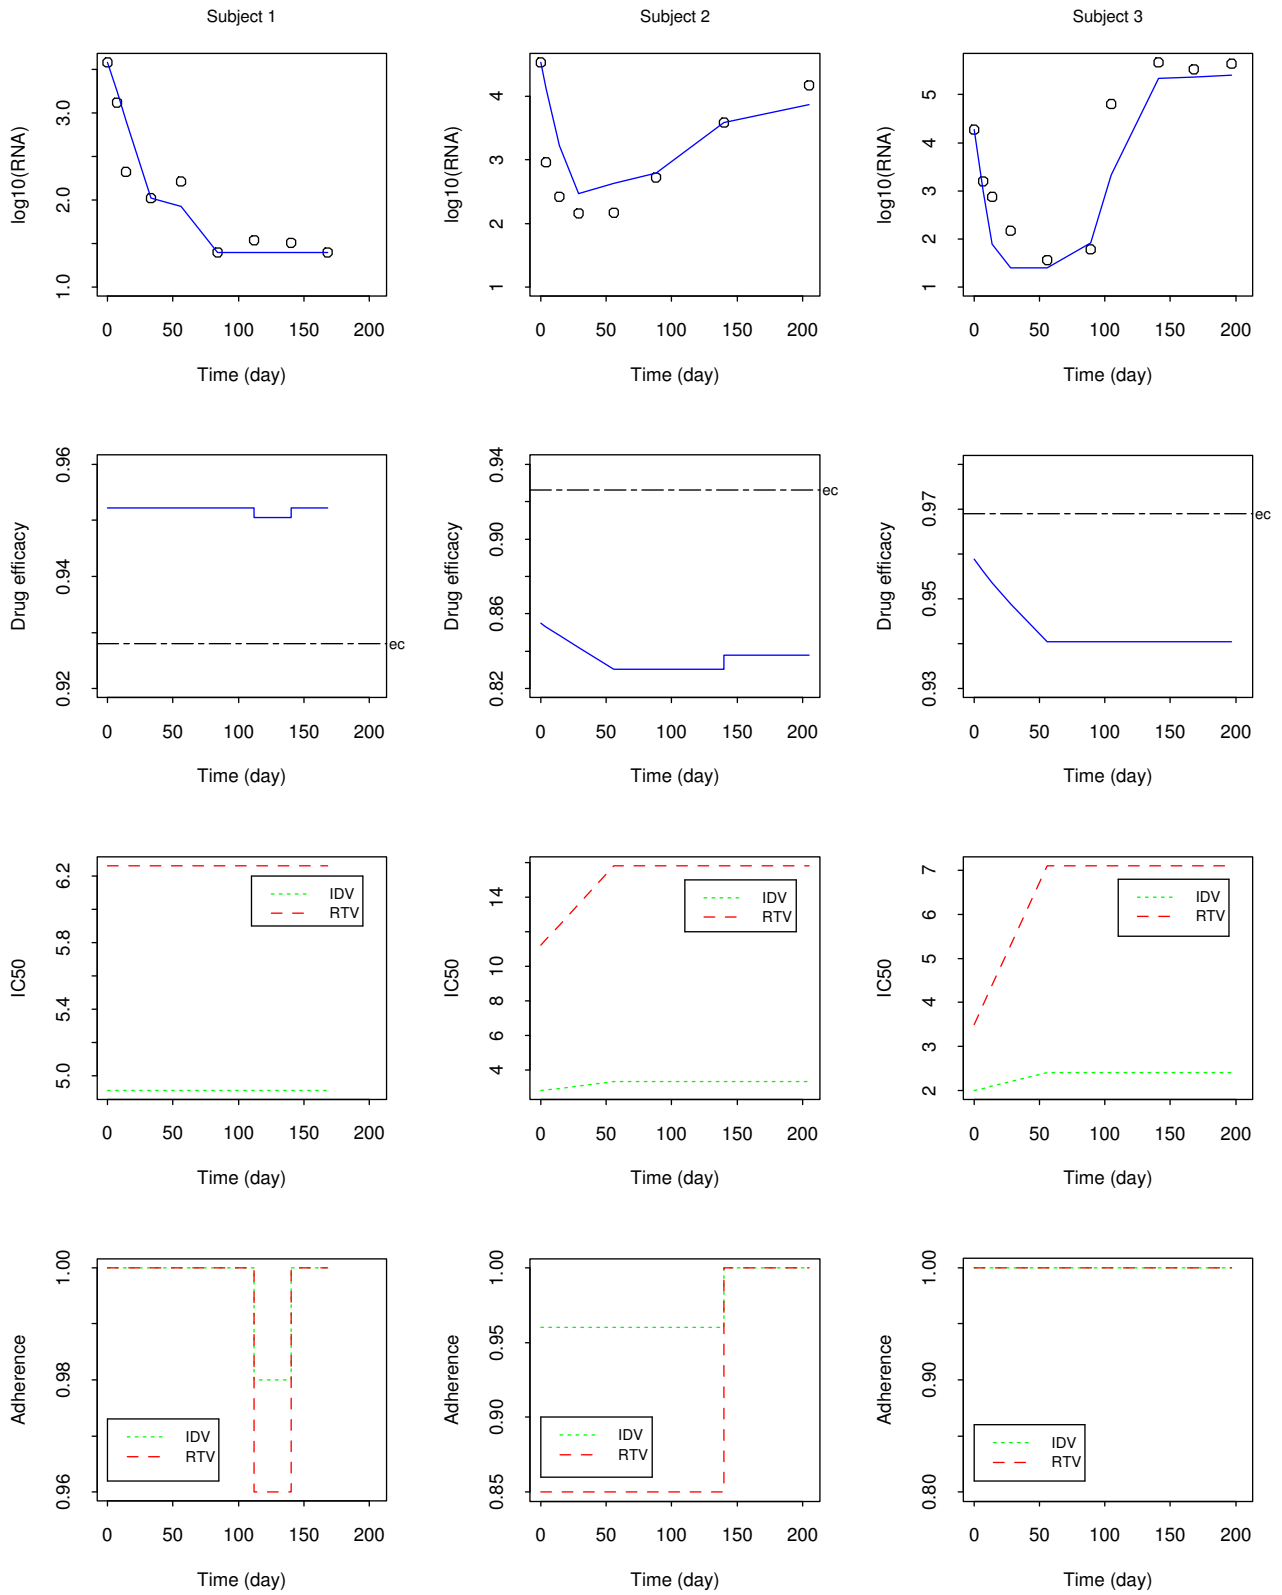 Subject 1
Subject 2
Subject 3
log10(RNA)
1.0 2.0 3.0
0 50 100 150 200
Time (day)
log10(RNA)
1 2 3 4
0 50 100 150 200
Time (day)
log10(RNA)
1 2 3 4 5
0 50 100 150 200
Time (day)
Drug efficacy
0.92 0.94 0.96
ec
0 50 100 150 200
Time (day)
Drug efficacy
0.82 0.86 0.90 0.94
ec
0 50 100 150 200
Time (day)
Drug efficacy
0.93 0.95 0.97
ec
0 50 100 150 200
Time (day)
IC50
5.0 5.4 5.8 6.2
IDV
RTV
0 50 100 150 200
Time (day)
IC50
4 6 8 10 14
IDV
RTV
0 50 100 150 200
Time (day)
IC50
2 3 4 5 6 7
IDV
RTV
0 50 100 150 200
Time (day)
Adherence
0.96 0.98 1.00
IDV
RTV
0 50 100 150 200
Time (day)
Adherence
0.85 0.90 0.95 1.00
IDV
RTV
0 50 100 150 200
Time (day)
Adherence
0.80 0.90 1.00
IDV
RTV
0 50 100 150 200
Time (day)